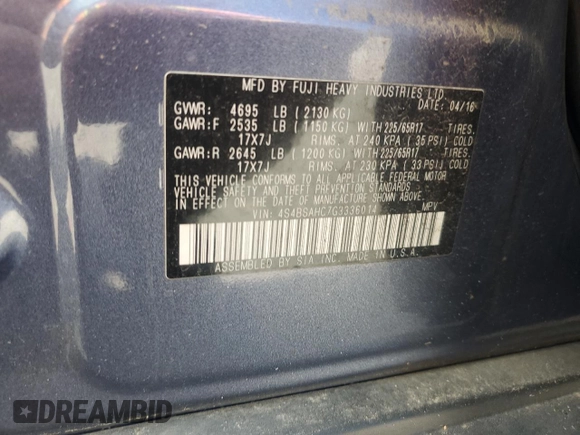 MFD BY FUJI HEAVY INDUSTRIES LTD.
DATE: 04/16
GVWR: 4695 LB (2130 KG)
GAWR:F 2535 LB (1150 KG) WITH 225/65R17 TIRES.
17X7J RIMS. AT 240 KPA (35 PSI) COLD
GAWR:R 2645 LB (1200 KG) WITH 225/65R17 TIRES.
17X7J RIMS. AT 230 KPA (33 PSI) COLD
THIS VEHICLE CONFORMS TO ALL APPLICABLE FEDERAL MOTOR
VEHICLE SAFETY AND THEFT PREVENTION STANDARDS
IN EFFECT ON THE DATE OF MANUFACTURE SHOWN ABOVE.
VIN: MPV
ASSEMBLED BY SIA,INC. MADE IN U.S.A.
DREAMBID